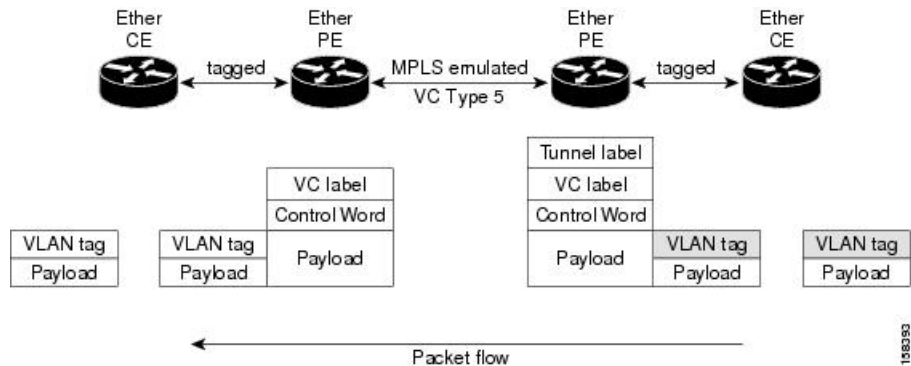 Ether CE
Ether PE
Ether PE
Ether CE
tagged
MPLS emulated
VC Type 5
tagged
Tunnel label
VC label
VC label
Control Word
Control Word
VLAN tag
VLAN tag
Payload
Payload
VLAN tag
VLAN tag
Payload
Payload
Payload
Payload
Packet flow
158393